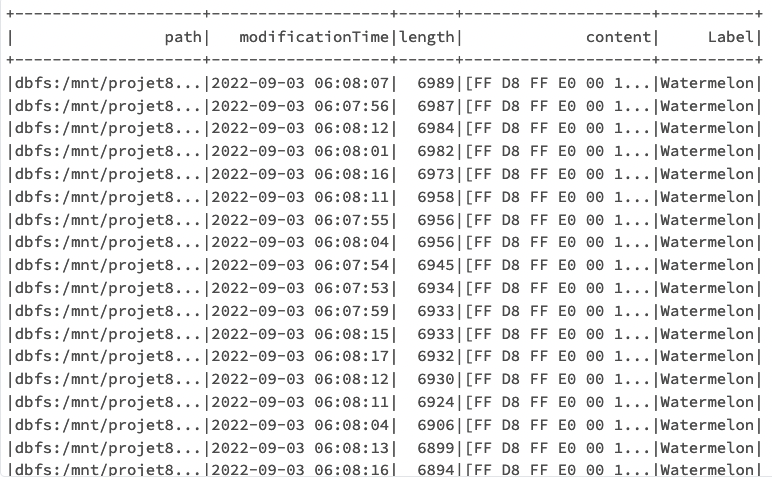 +--------------------+-------------------+------+--------------------+----------+
|                path|   modificationTime|length|             content|     Label|
+--------------------+-------------------+------+--------------------+----------+
|dbfs:/mnt/projet8...|2022-09-03 06:08:07|  6989|[FF D8 FF E0 00 1...|Watermelon|
|dbfs:/mnt/projet8...|2022-09-03 06:07:56|  6987|[FF D8 FF E0 00 1...|Watermelon|
|dbfs:/mnt/projet8...|2022-09-03 06:08:12|  6984|[FF D8 FF E0 00 1...|Watermelon|
|dbfs:/mnt/projet8...|2022-09-03 06:08:01|  6982|[FF D8 FF E0 00 1...|Watermelon|
|dbfs:/mnt/projet8...|2022-09-03 06:08:16|  6973|[FF D8 FF E0 00 1...|Watermelon|
|dbfs:/mnt/projet8...|2022-09-03 06:08:11|  6958|[FF D8 FF E0 00 1...|Watermelon|
|dbfs:/mnt/projet8...|2022-09-03 06:07:55|  6956|[FF D8 FF E0 00 1...|Watermelon|
|dbfs:/mnt/projet8...|2022-09-03 06:08:04|  6956|[FF D8 FF E0 00 1...|Watermelon|
|dbfs:/mnt/projet8...|2022-09-03 06:07:54|  6945|[FF D8 FF E0 00 1...|Watermelon|
|dbfs:/mnt/projet8...|2022-09-03 06:07:53|  6934|[FF D8 FF E0 00 1...|Watermelon|
|dbfs:/mnt/projet8...|2022-09-03 06:07:59|  6933|[FF D8 FF E0 00 1...|Watermelon|
|dbfs:/mnt/projet8...|2022-09-03 06:08:15|  6933|[FF D8 FF E0 00 1...|Watermelon|
|dbfs:/mnt/projet8...|2022-09-03 06:08:17|  6932|[FF D8 FF E0 00 1...|Watermelon|
|dbfs:/mnt/projet8...|2022-09-03 06:08:12|  6930|[FF D8 FF E0 00 1...|Watermelon|
|dbfs:/mnt/projet8...|2022-09-03 06:08:11|  6924|[FF D8 FF E0 00 1...|Watermelon|
|dbfs:/mnt/projet8...|2022-09-03 06:08:04|  6906|[FF D8 FF E0 00 1...|Watermelon|
|dbfs:/mnt/projet8...|2022-09-03 06:08:13|  6899|[FF D8 FF E0 00 1...|Watermelon|
|dbfs:/mnt/projet8...|2022-09-03 06:08:16|  6894|[FF D8 FF E0 00 1...|Watermelon|